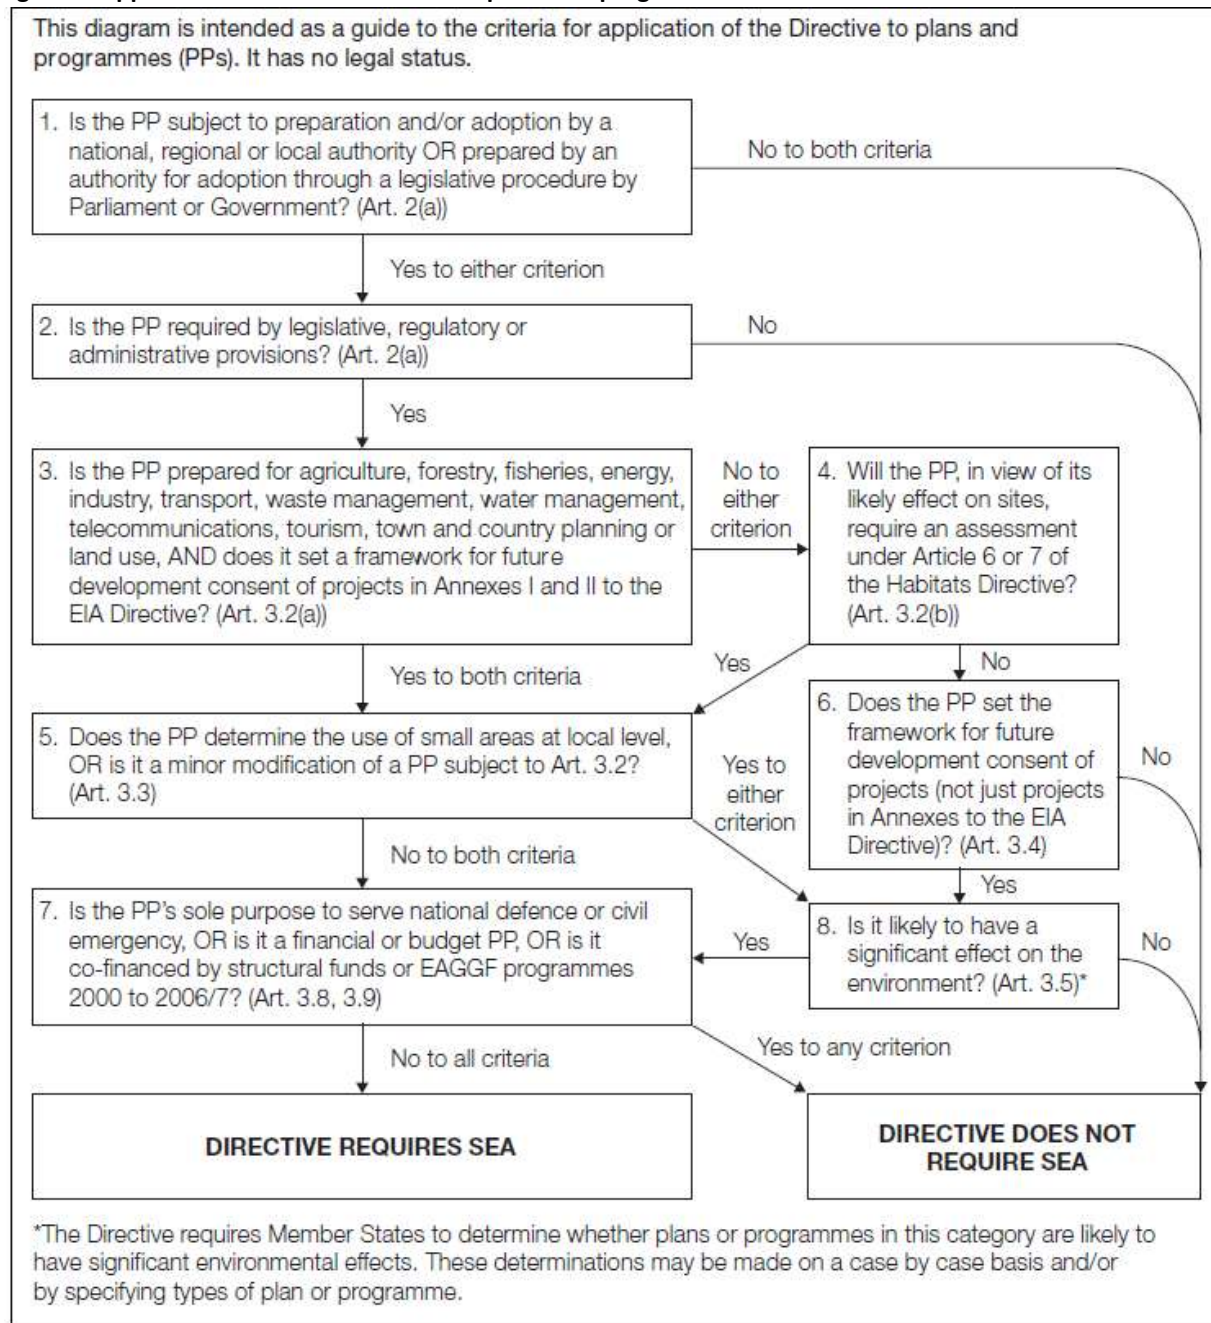 This diagram is intended as a guide to the criteria for application of the Directive to plans and
programmes (PPs). It has no legal status.
1. Is the PP subject to preparation and/or adoption by a
national, regional or local authority OR prepared by an
authority for adoption through a legislative procedure by
Parliament or Government? (Art. 2(a))
No to both criteria
Yes to either criterion
2. Is the PP required by legislative, regulatory or
administrative provisions? (Art. 2(a))
No
Yes
3. Is the PP prepared for agriculture, forestry, fisheries, energy,
industry, transport, waste management, water management,
telecommunications, tourism, town and country planning or
land use, AND does it set a framework for future
development consent of projects in Annexes I and II to the
EIA Directive? (Art. 3.2(a))
No to
either
criterion
4. Will the PP, in view of its
likely effect on sites,
require an assessment
under Article 6 or 7 of
the Habitats Directive?
(Art. 3.2(b))
Yes to both criteria
Yes
No
5. Does the PP determine the use of small areas at local level,
OR is it a minor modification of a PP subject to Art. 3.2?
(Art. 3.3)
Yes to
either
criterion
6. Does the PP set the
framework for future
development consent of
projects (not just projects
in Annexes to the EIA
Directive)? (Art. 3.4)
No
No to both criteria
Yes
7. Is the PP's sole purpose to serve national defence or civil
emergency, OR is it a financial or budget PP, OR is it
co-financed by structural funds or EAGGF programmes
2000 to 2006/7? (Art. 3.8, 3.9)
Yes
8. Is it likely to have a
significant effect on the
environment? (Art. 3.5)*
No
No to all criteria
Yes to any criterion
DIRECTIVE REQUIRES SEA
DIRECTIVE DOES NOT
REQUIRE SEA
*The Directive requires Member States to determine whether plans or programmes in this category are likely to
have significant environmental effects. These determinations may be made on a case by case basis and/or
by specifying types of plan or programme.